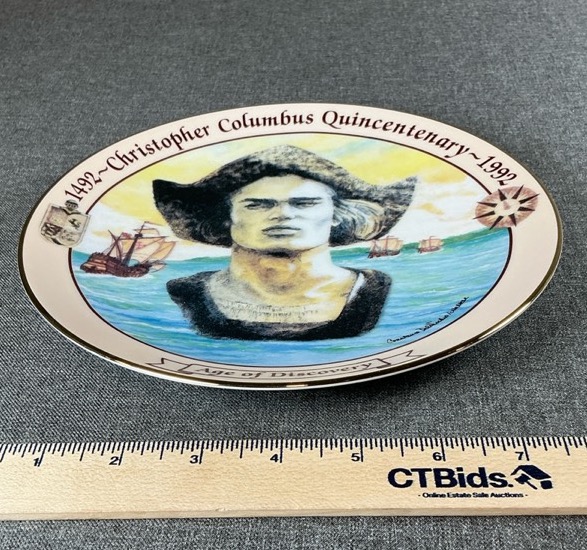 1492~Christopher Columbus Quincentenary~1992
Age of Discovery
1 2 3 4 5 6 7
CTBids.
- Online Estate Sale Auctions -